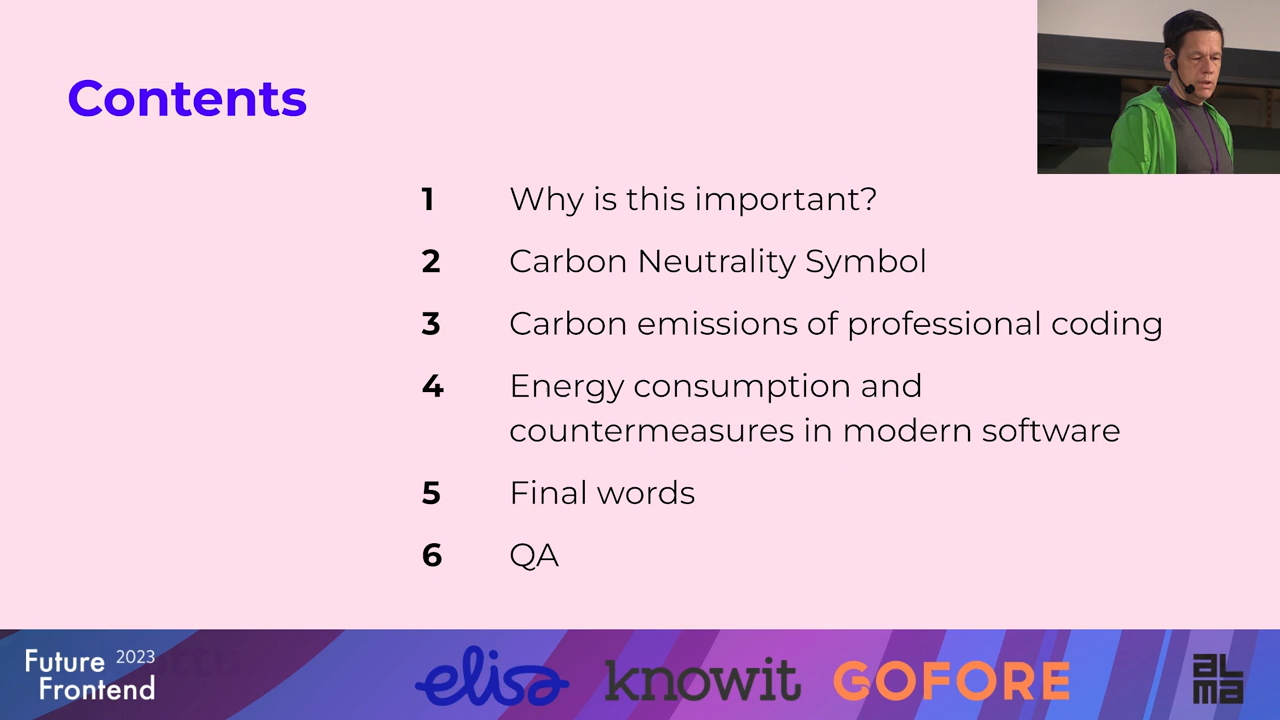 Contents
1 Why is this important?
2 Carbon Neutrality Symbol
3 Carbon emissions of professional coding
4 Energy consumption and
countermeasures in modern software
5 Final words
6 QA
Future 2023
Frontend
elisa
knowit
GOFORE
aLma